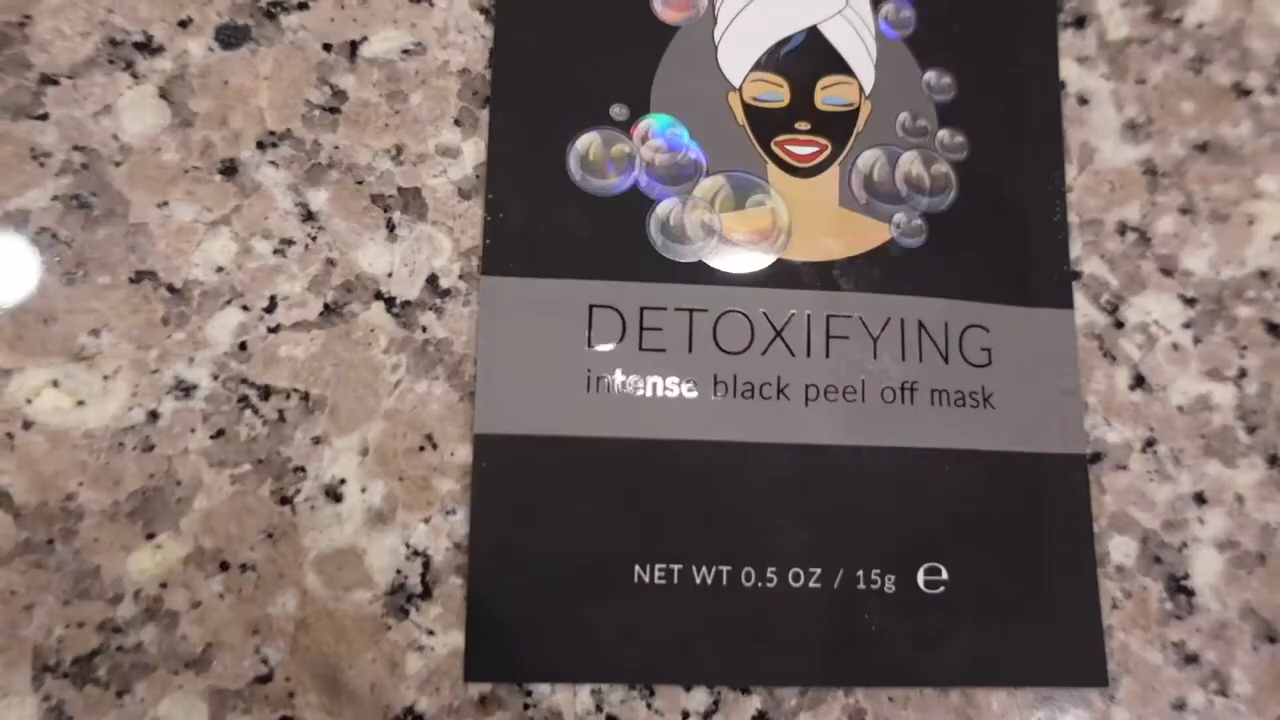 DETOXIFYING
intense black peel off mask
NET WT 0.5 OZ / 15g ℮